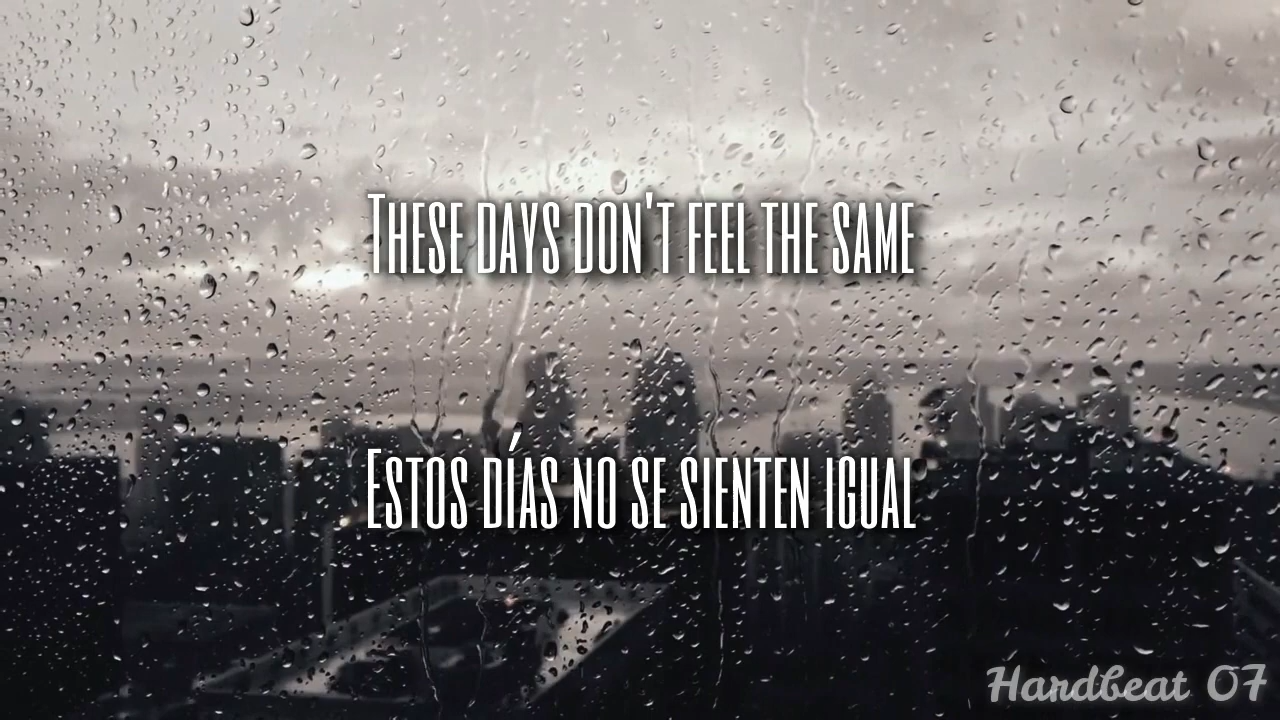 These days don't feel the same
Estos días no se sienten igual
Hardbeat 07